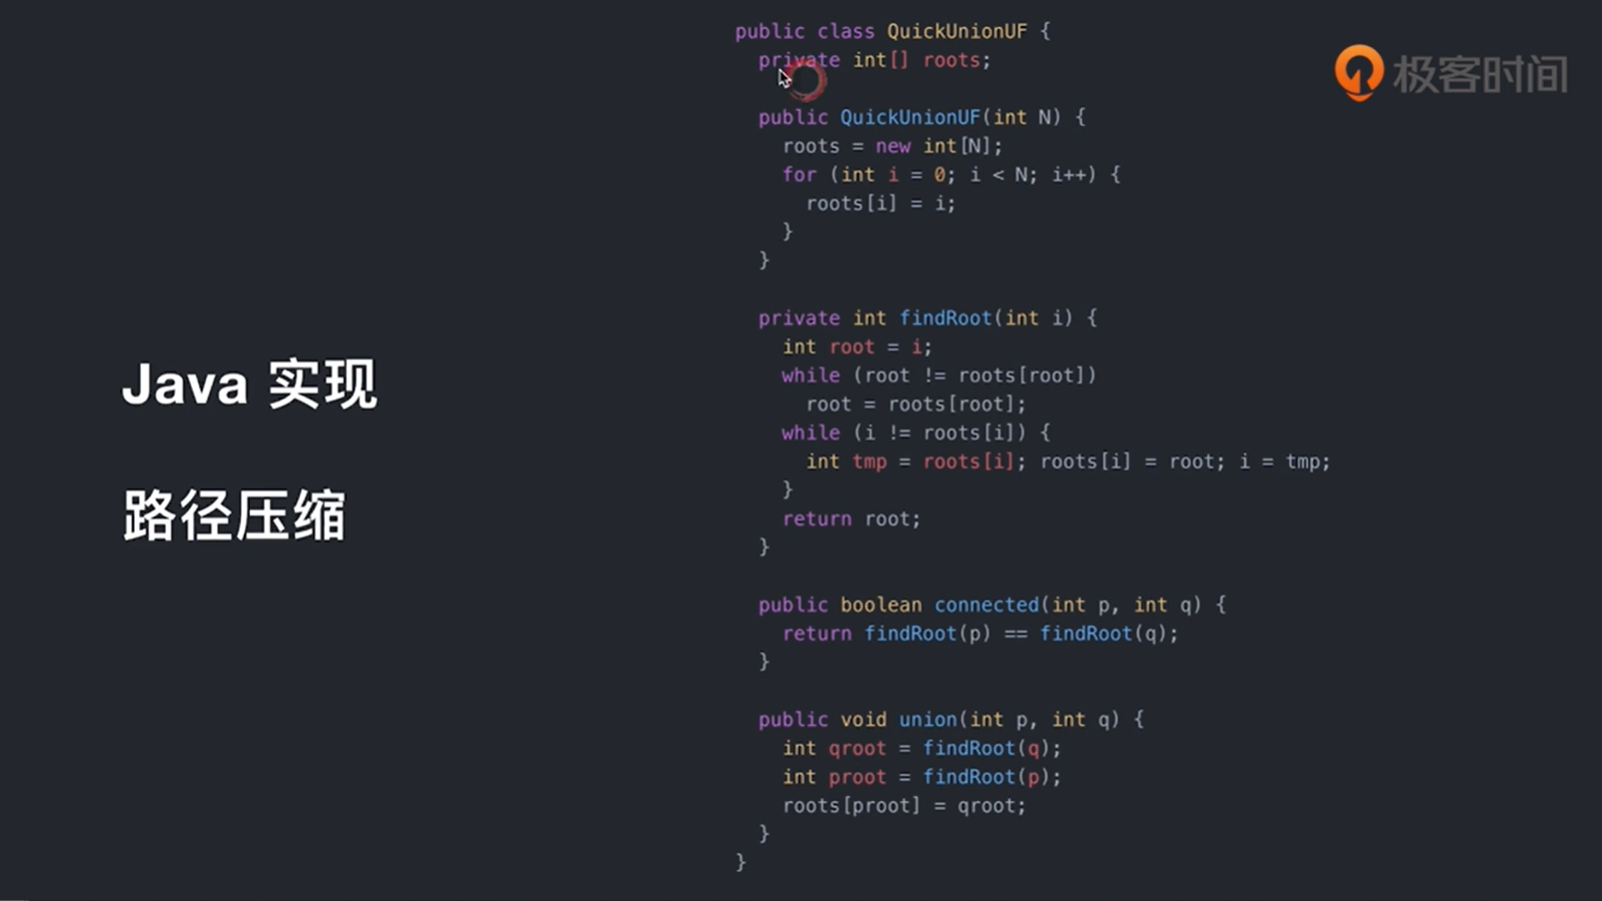 public class QuickUnionUF {
private int[] roots;
极客时间
public QuickUnionUF(int N) {
roots = new int[N];
for (int i = 0; i < N; i++) {
roots[i] = i;
}
}
private int findRoot(int i) {
int root = i;
while (root != roots[root])
root = roots[root];
while (i != roots[i]) {
int tmp = roots[i]; roots[i] = root; i = tmp;
}
return root;
}
public boolean connected(int p, int q) {
return findRoot(p) == findRoot(q);
}
public void union(int p, int q) {
int qroot = findRoot(q);
int proot = findRoot(p);
roots[proot] = qroot;
}
}
Java 实现
路径压缩